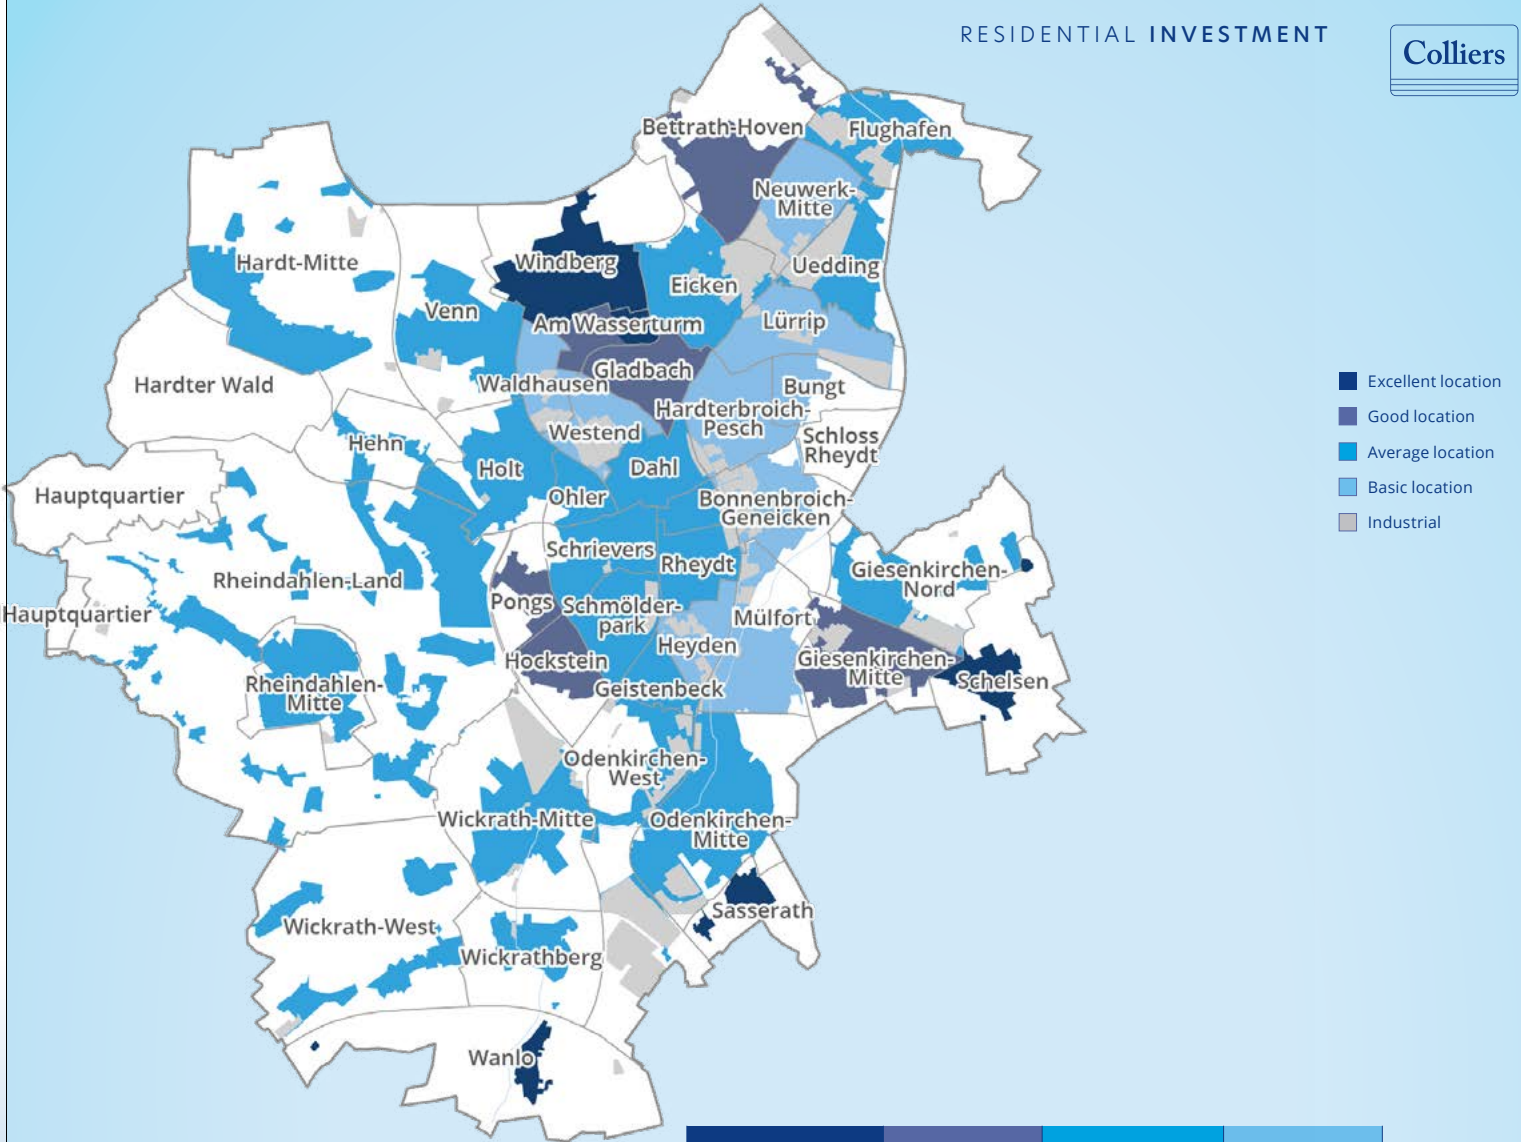 RESIDENTIAL INVESTMENT
Colliers
Bettrath-Hoven
Flughafen
Neuwerk-
Mitte
Hardt-Mitte
Windberg
Uedding
Eicken
Venn
Am Wasserturm
Lürrip
Gladbach
Hardter Wald
Waldhausen
Bungt
Hardterbroich-
Pesch
Westend
Schloss
Rheydt
Hehn
Holt
Dahl
Hauptquartier
Ohler
Bonnenbroich-
Geneicken
Schrievers
Rheydt
Giesenkirchen-
Nord
Rheindahlen-Land
Pongs
Schmölder-
park
Hauptquartier
Mülfort
Heyden
Hockstein
Giesenkirchen-
Mitte
Schelsen
Rheindahlen-
Mitte
Geistenbeck
Odenkirchen-
West
Wickrath-Mitte
Odenkirchen-
Mitte
Sasserath
Wickrath-West
Wickrathberg
Wanlo
Excellent location
Good location
Average location
Basic location
Industrial